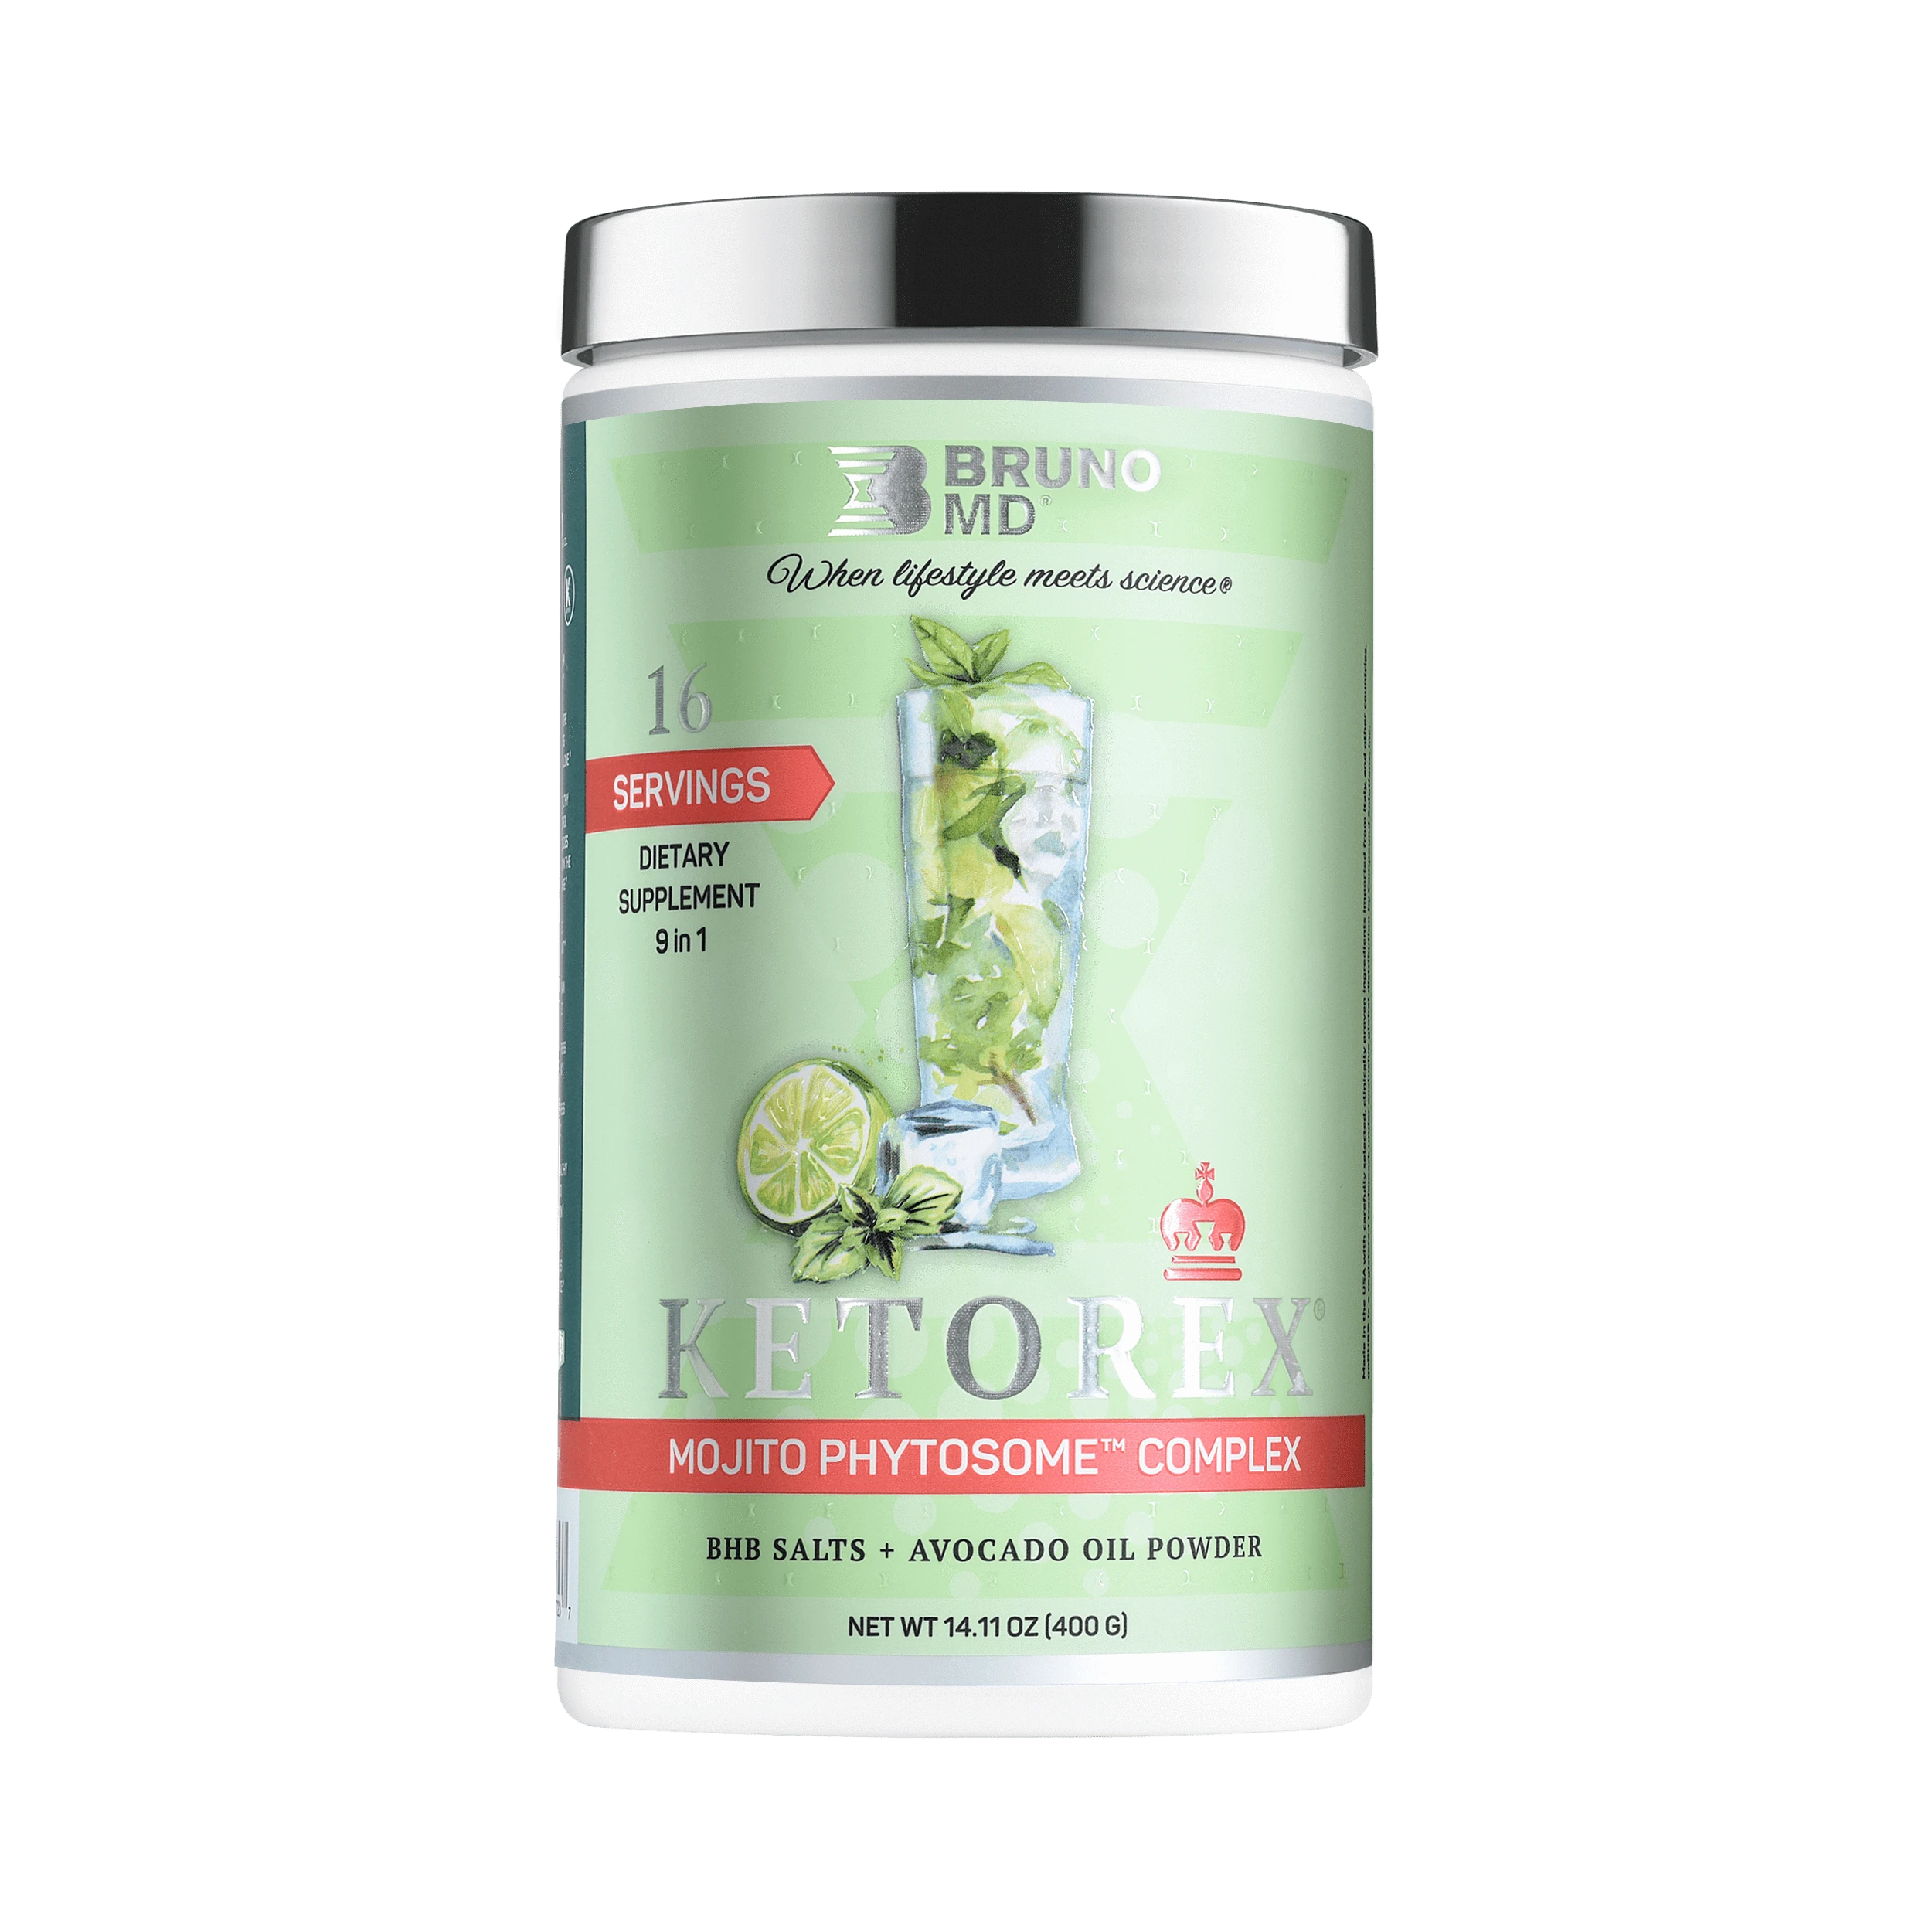 BRUNO
MD®
When lifestyle meets science®
16
SERVINGS
DIETARY
SUPPLEMENT
9 in 1
KETOREX®
MOJITO PHYTOSOME™ COMPLEX
BHB SALTS + AVOCADO OIL POWDER
NET WT 14.11 OZ (400 G)